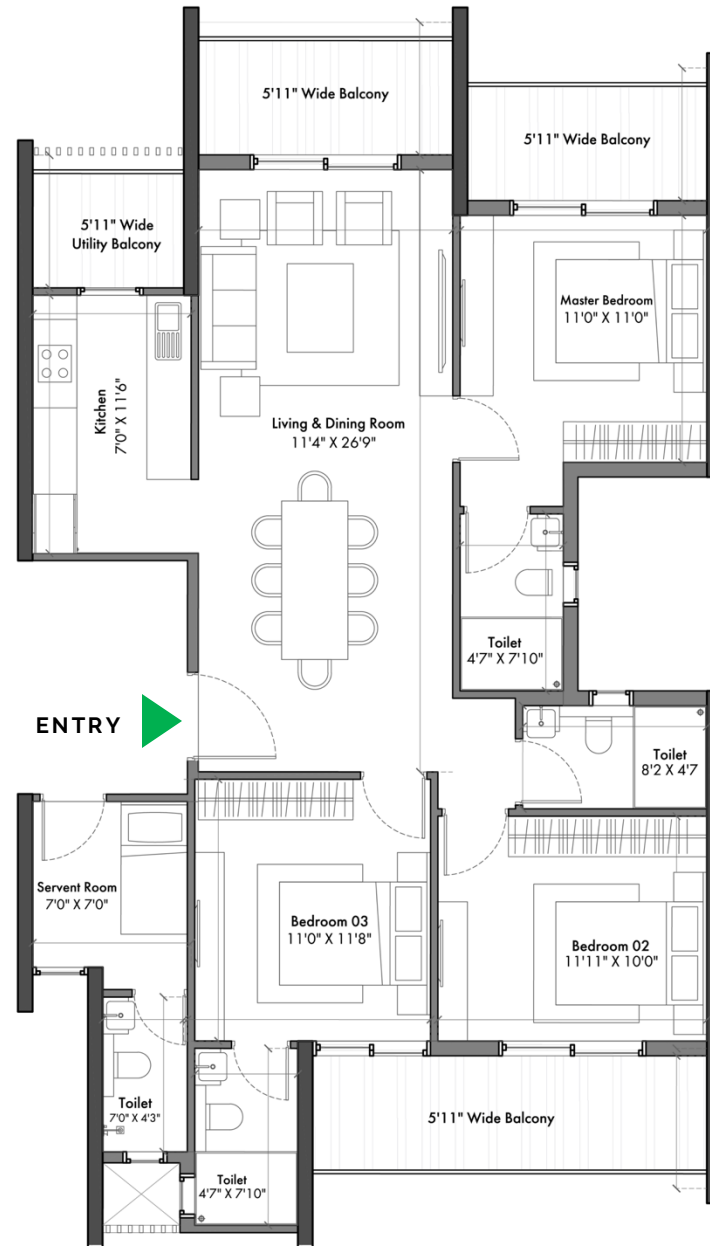 5'11" Wide Balcony
5'11" Wide Balcony
5'11" Wide
Utility Balcony
Master Bedroom
11'0" X 11'0"
Kitchen
7'0" X 11'6"
Living & Dining Room
11'4" X 26'9"
Toilet
4'7" X 7'10"
ENTRY
Toilet
8'2 X 4'7
Servent Room
7'0" X 7'0"
Bedroom 03
11'0" X 11'8"
Bedroom 02
11'11" X 10'0"
Toilet
7'0" X 4'3"
5'11" Wide Balcony
Toilet
4'7" X 7'10"